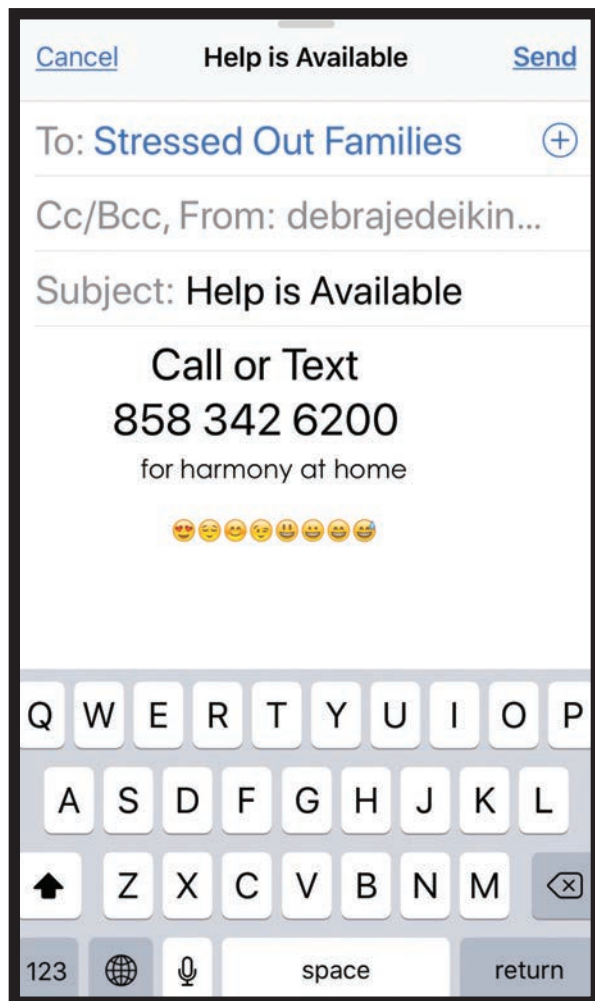 Cancel Help is Available Send
To: Stressed Out Families
Cc/Bcc, From: debrajedeikin...
Subject: Help is Available
Call or Text
858 342 6200
for harmony at home
😍😌😊😉😃😀😄😅
Q W E R T Y U I O P
A S D F G H J K L
Z X C V B N M
123 space return